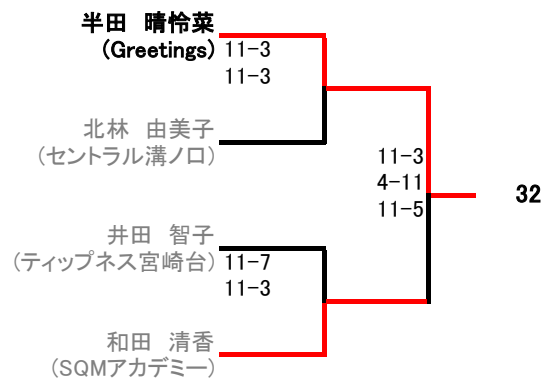 半田　晴怜菜
(Greetings)
11-3
11-3
北林　由美子
(セントラル溝ノ口)
11-3
4-11
11-5
32
井田　智子
(ティップネス宮崎台)
11-7
11-3
和田　清香
(SQMアカデミー)